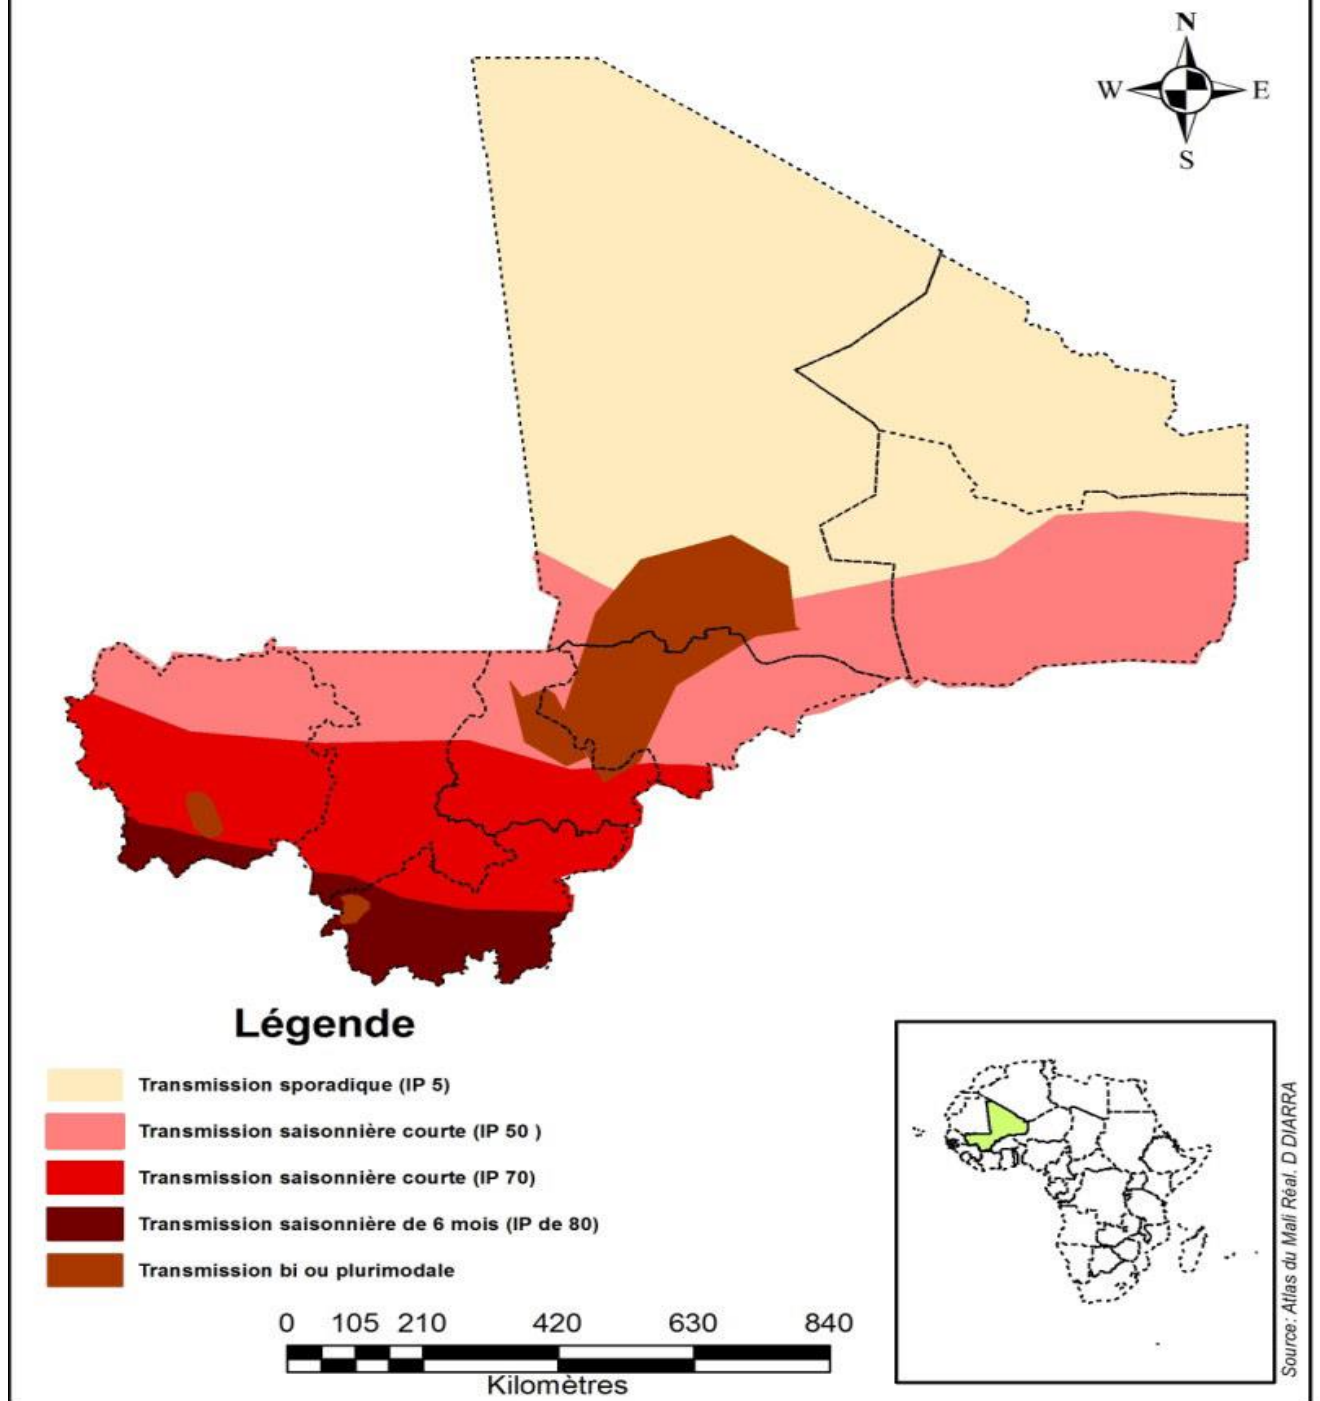 N
W E
S
Légende
Transmission sporadique (IP 5)
Transmission saisonnière courte (IP 50 )
Transmission saisonnière courte (IP 70)
Transmission saisonnière de 6 mois (IP de 80)
Transmission bi ou plurimodale
0 105 210 420 630 840
Kilomètres
Source: Atlas du Mali Réal. D DIARRA